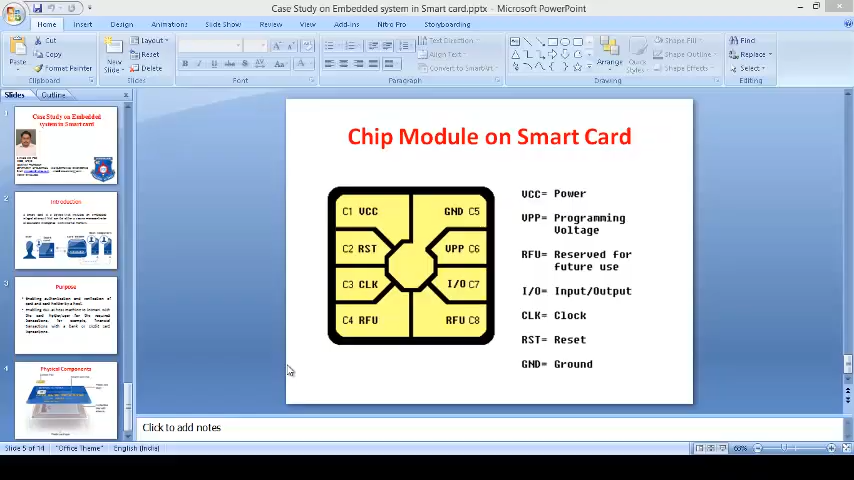 Case Study on Embedded system in Smart card.pptx - Microsoft PowerPoint
Home Insert Design Animations Slide Show Review View Add-ins Nitro Pro Storyboarding
Paste
Cut
Copy
Format Painter
Clipboard
New
Slide
Layout
Reset
Delete
Slides
Font
Paragraph
Text Direction
Align Text
Convert to SmartArt
Arrange
Quick
Styles
Shape Fill
Shape Outline
Shape Effects
Drawing
Find
Replace
Select
Editing
Slides Outline
1
Case Study on Embedded
system in Smart card
2
Introduction
3
Purpose
4
Physical Components
Chip Module on Smart Card
C1 VCC
GND C5
C2 RST
VPP C6
C3 CLK
I/O C7
C4 RFU
RFU C8
VCC= Power
VPP= Programming
Voltage
RFU= Reserved for
future use
I/O= Input/Output
CLK= Clock
RST= Reset
GND= Ground
Click to add notes
Slide 5 of 14 "Office Theme" English (India)
68%